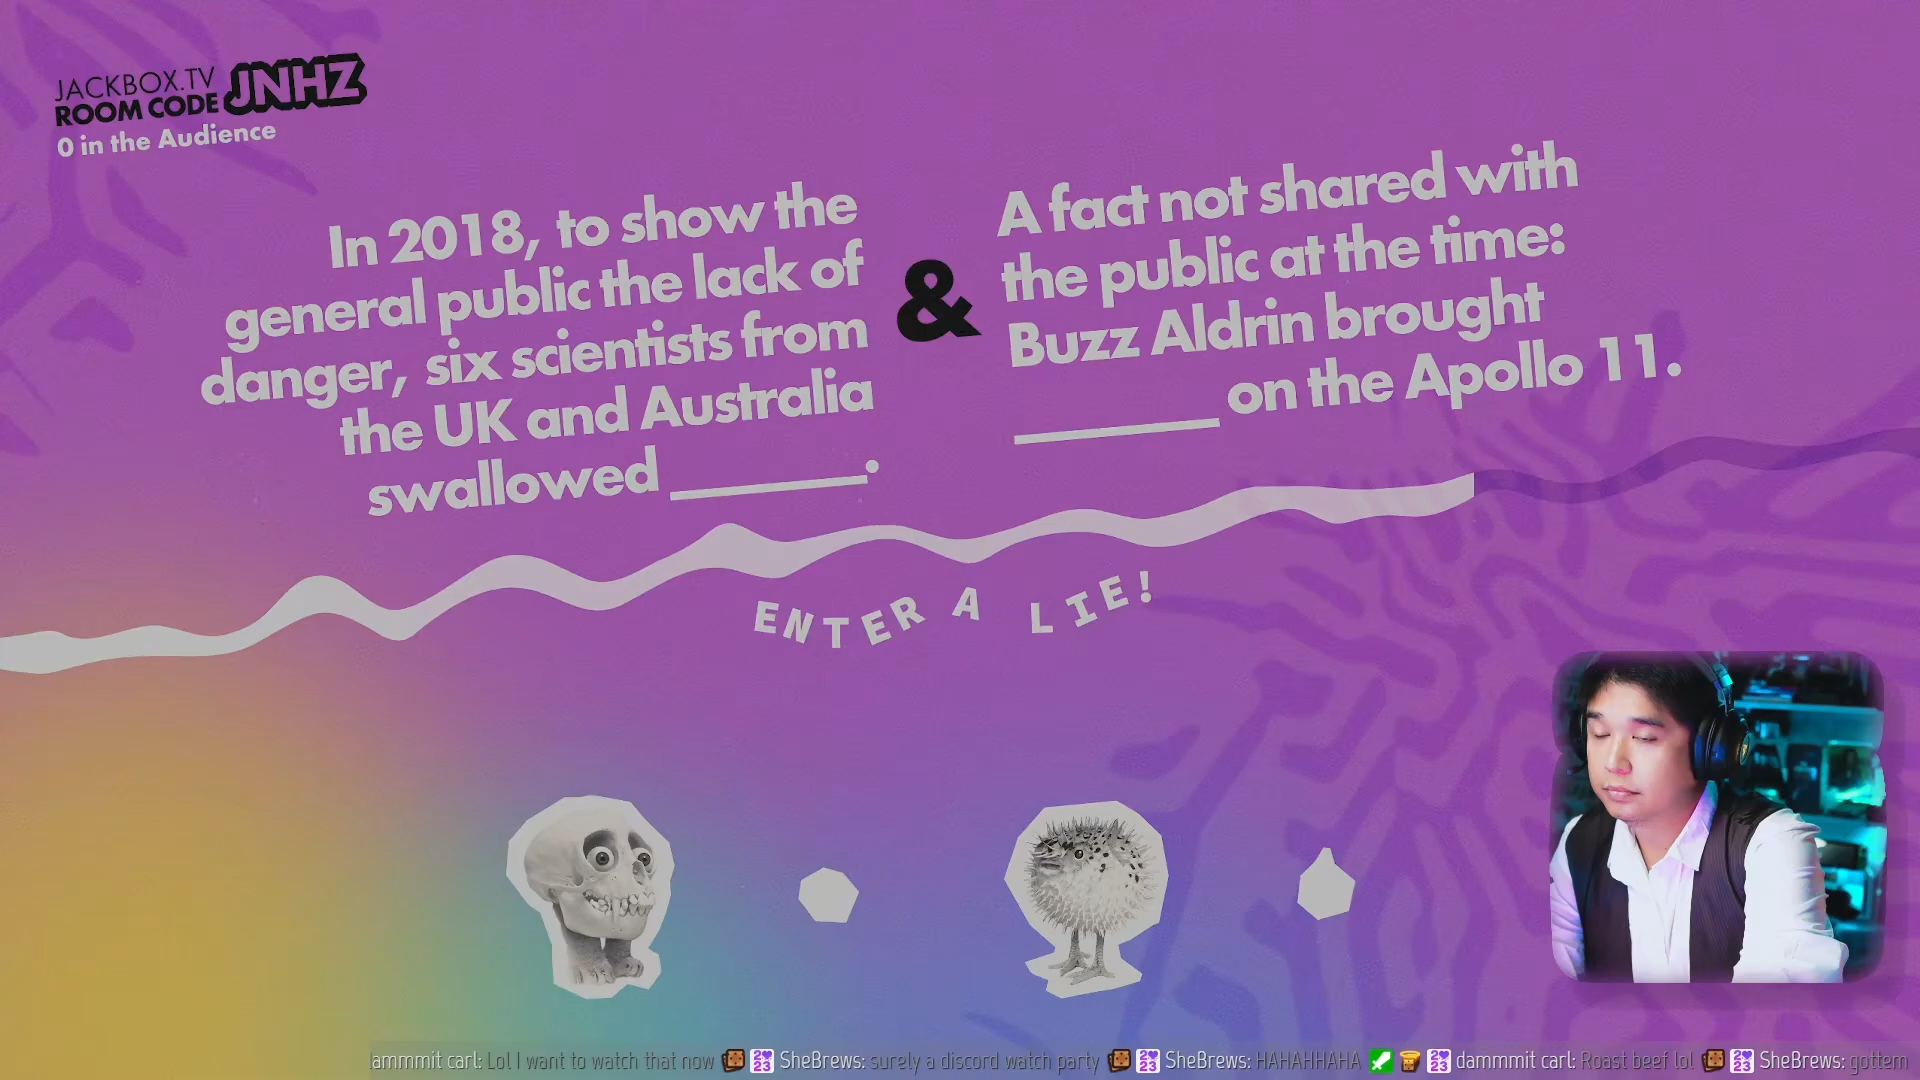 JACKBOX.TV
ROOM CODE JNHZ
0 in the Audience
In 2018, to show the
general public the lack of
danger, six scientists from
the UK and Australia
swallowed ______.
&
A fact not shared with
the public at the time:
Buzz Aldrin brought
______ on the Apollo 11.
ENTER A LIE!
ammmit carl: Lol I want to watch that now SheBrews: surely a discord watch party SheBrews: HAHAHHAHA dammmit carl: Roast beef lol SheBrews: gottem